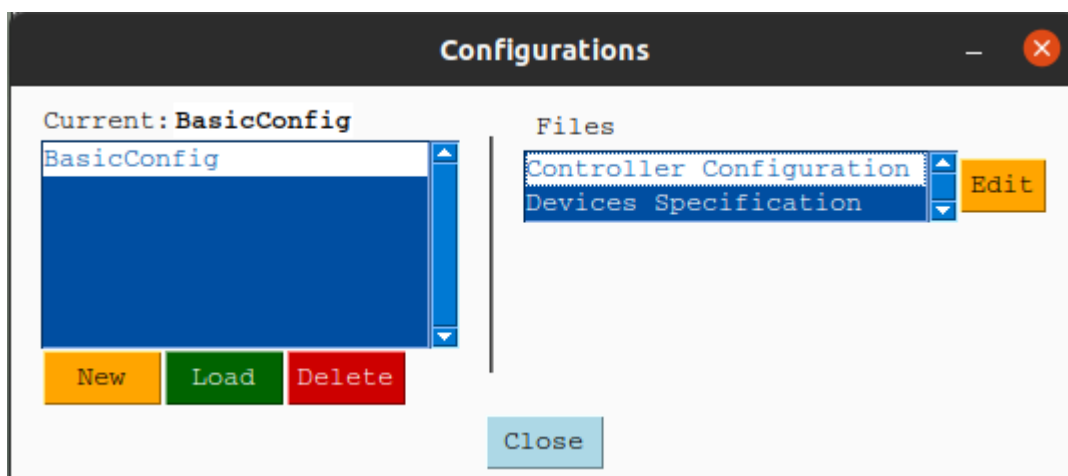 Configurations
Current: BasicConfig
BasicConfig
New Load Delete
Files
Controller Configuration
Devices Specification
Edit
Close